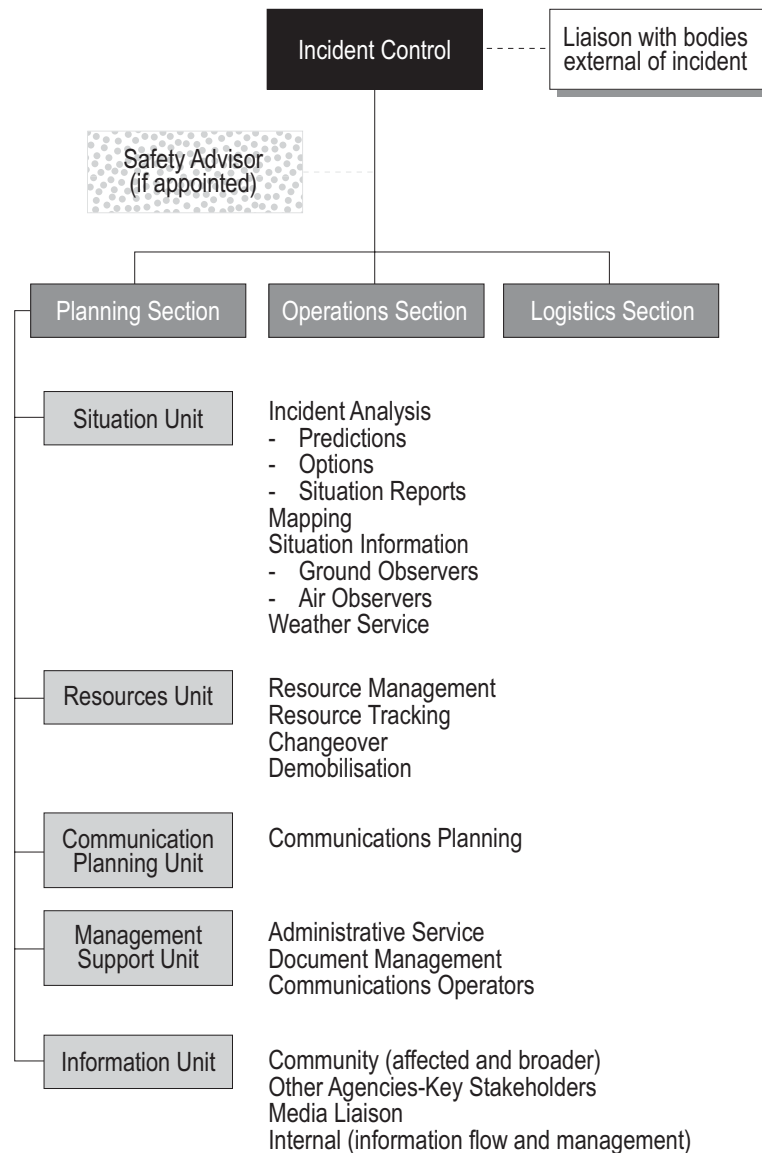 Incident Control
Liaison with bodies
external of incident
Safety Advisor
(if appointed)
Planning Section
Operations Section
Logistics Section
Situation Unit
Incident Analysis
- Predictions
- Options
- Situation Reports
Mapping
Situation Information
- Ground Observers
- Air Observers
Weather Service
Resources Unit
Resource Management
Resource Tracking
Changeover
Demobilisation
Communication
Planning Unit
Communications Planning
Management
Support Unit
Administrative Service
Document Management
Communications Operators
Information Unit
Community (affected and broader)
Other Agencies-Key Stakeholders
Media Liaison
Internal (information flow and management)